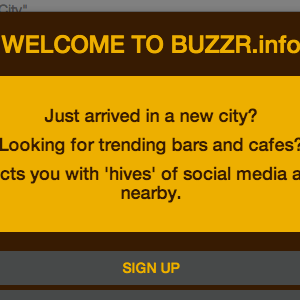 City"
WELCOME TO BUZZR.info
Just arrived in a new city?
Looking for trending bars and cafes?
cts you with 'hives' of social media a
nearby.
SIGN UP